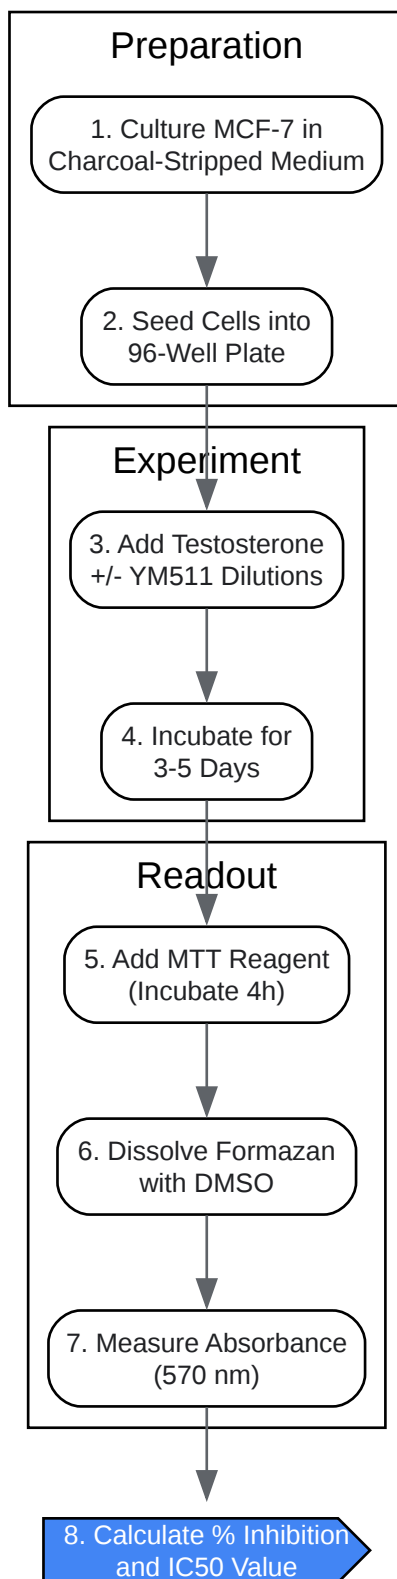 Preparation
1. Culture MCF-7 in
Charcoal-Stripped Medium
2. Seed Cells into
96-Well Plate
Experiment
3. Add Testosterone
+/- YM511 Dilutions
4. Incubate for
3-5 Days
Readout
5. Add MTT Reagent
(Incubate 4h)
6. Dissolve Formazan
with DMSO
7. Measure Absorbance
(570 nm)
8. Calculate % Inhibition
and IC50 Value